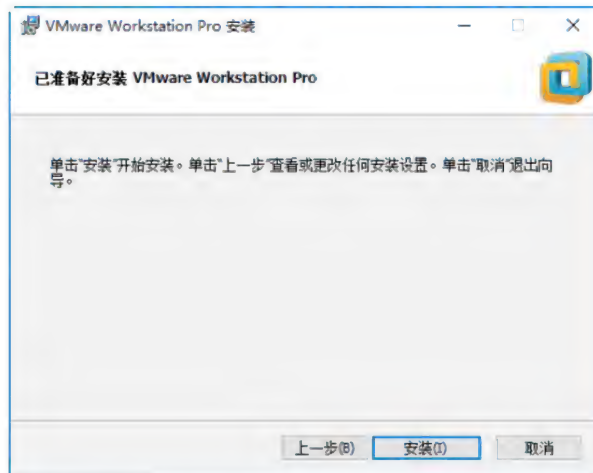 VMware Workstation Pro 安装
已准备好安装 VMware Workstation Pro
单击"安装"开始安装。单击"上一步"查看或更改任何安装设置。单击"取消"退出向
导。
上一步(B) 安装(I) 取消